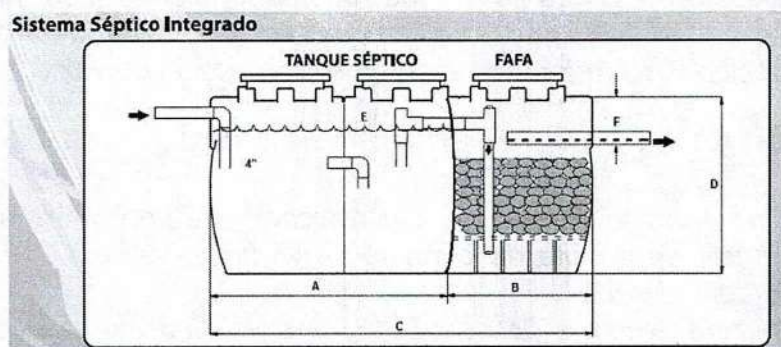 Sistema Séptico Integrado
TANQUE SÉPTICO FAFA
E
F
4"
D
A B
C